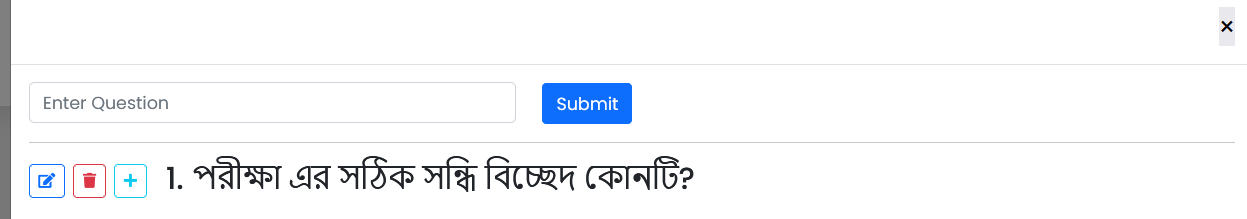 ×
Enter Question
Submit
1. পরীক্ষা এর সঠিক সন্ধি বিচ্ছেদ কোনটি?